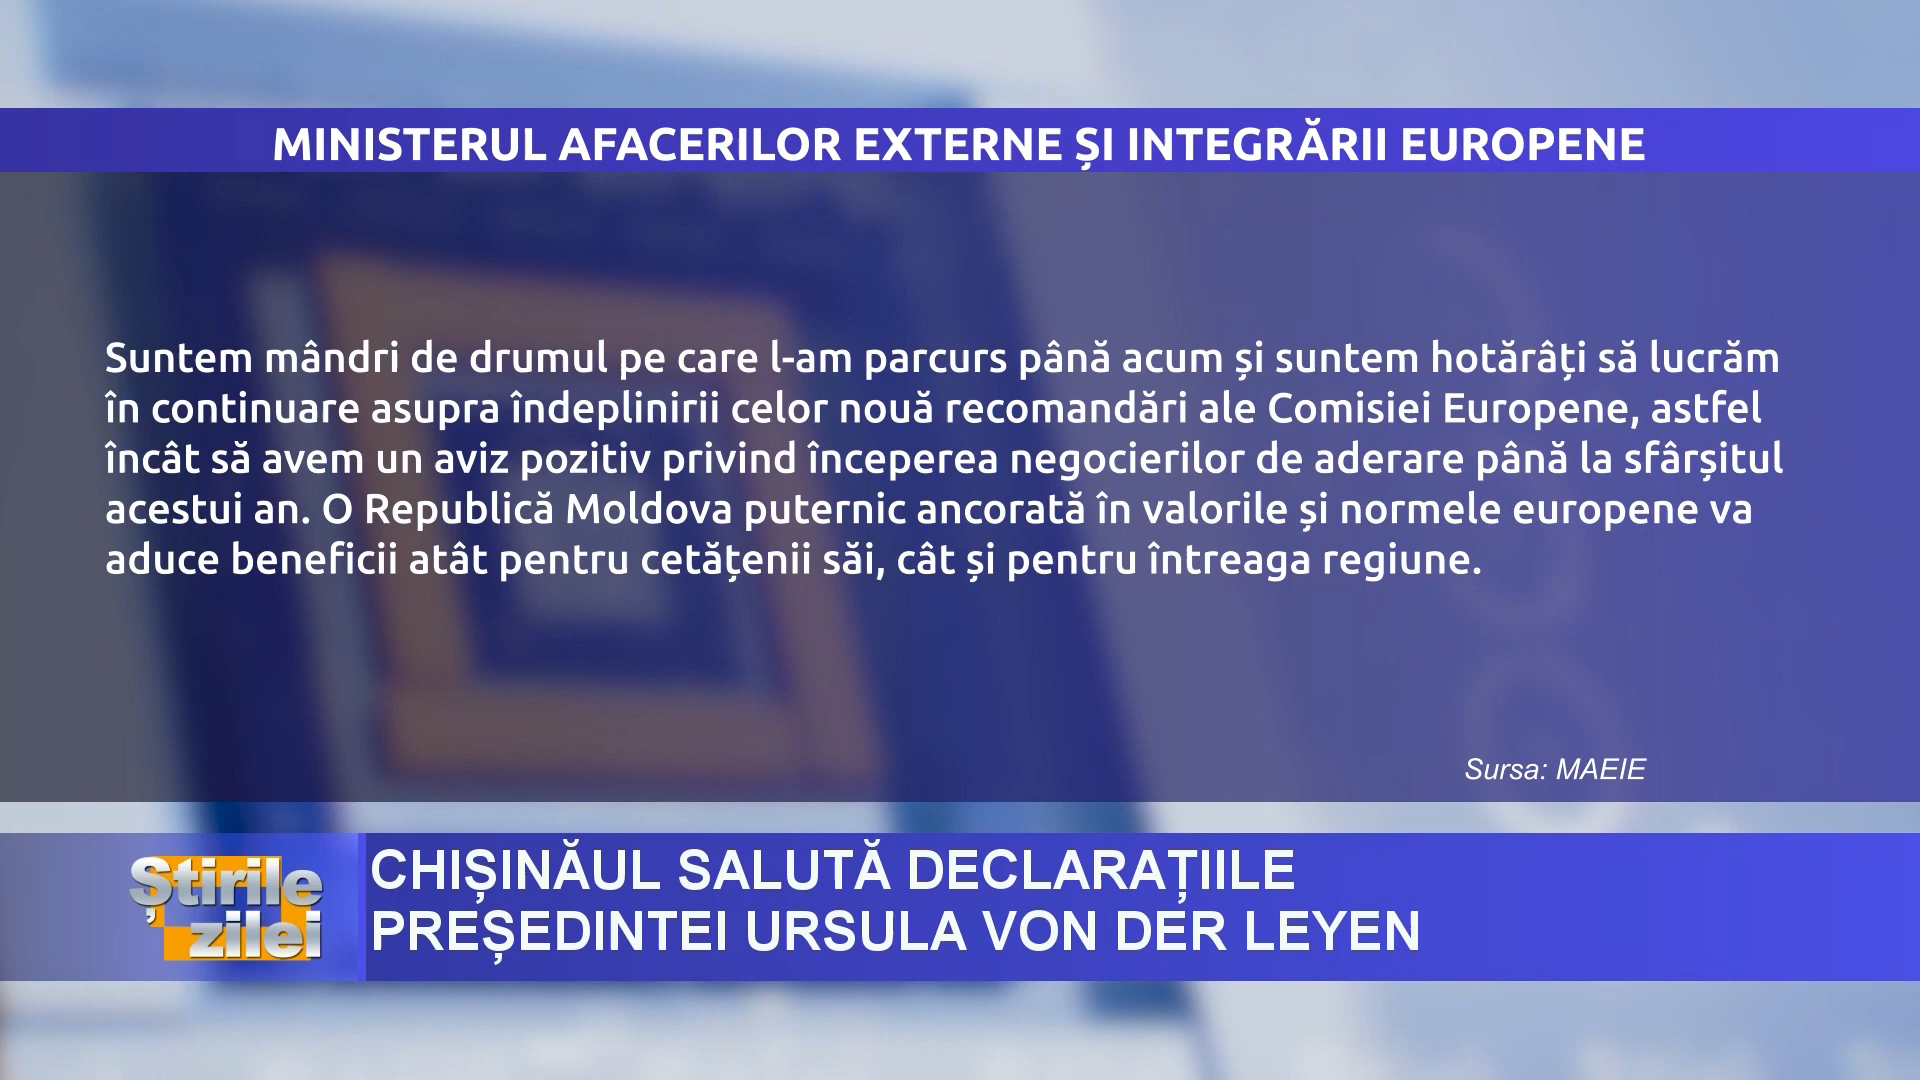 MINISTERUL AFACERILOR EXTERNE ȘI INTEGRĂRII EUROPENE
Suntem mândri de drumul pe care l-am parcurs până acum și suntem hotărâți să lucrăm
în continuare asupra îndeplinirii celor nouă recomandări ale Comisiei Europene, astfel
încât să avem un aviz pozitiv privind începerea negocierilor de aderare până la sfârșitul
acestui an. O Republică Moldova puternic ancorată în valorile și normele europene va
aduce beneficii atât pentru cetățenii săi, cât și pentru întreaga regiune.
Sursa: MAEIE
Știrile
zilei
CHIȘINĂUL SALUTĂ DECLARAȚIILE
PREȘEDINTEI URSULA VON DER LEYEN